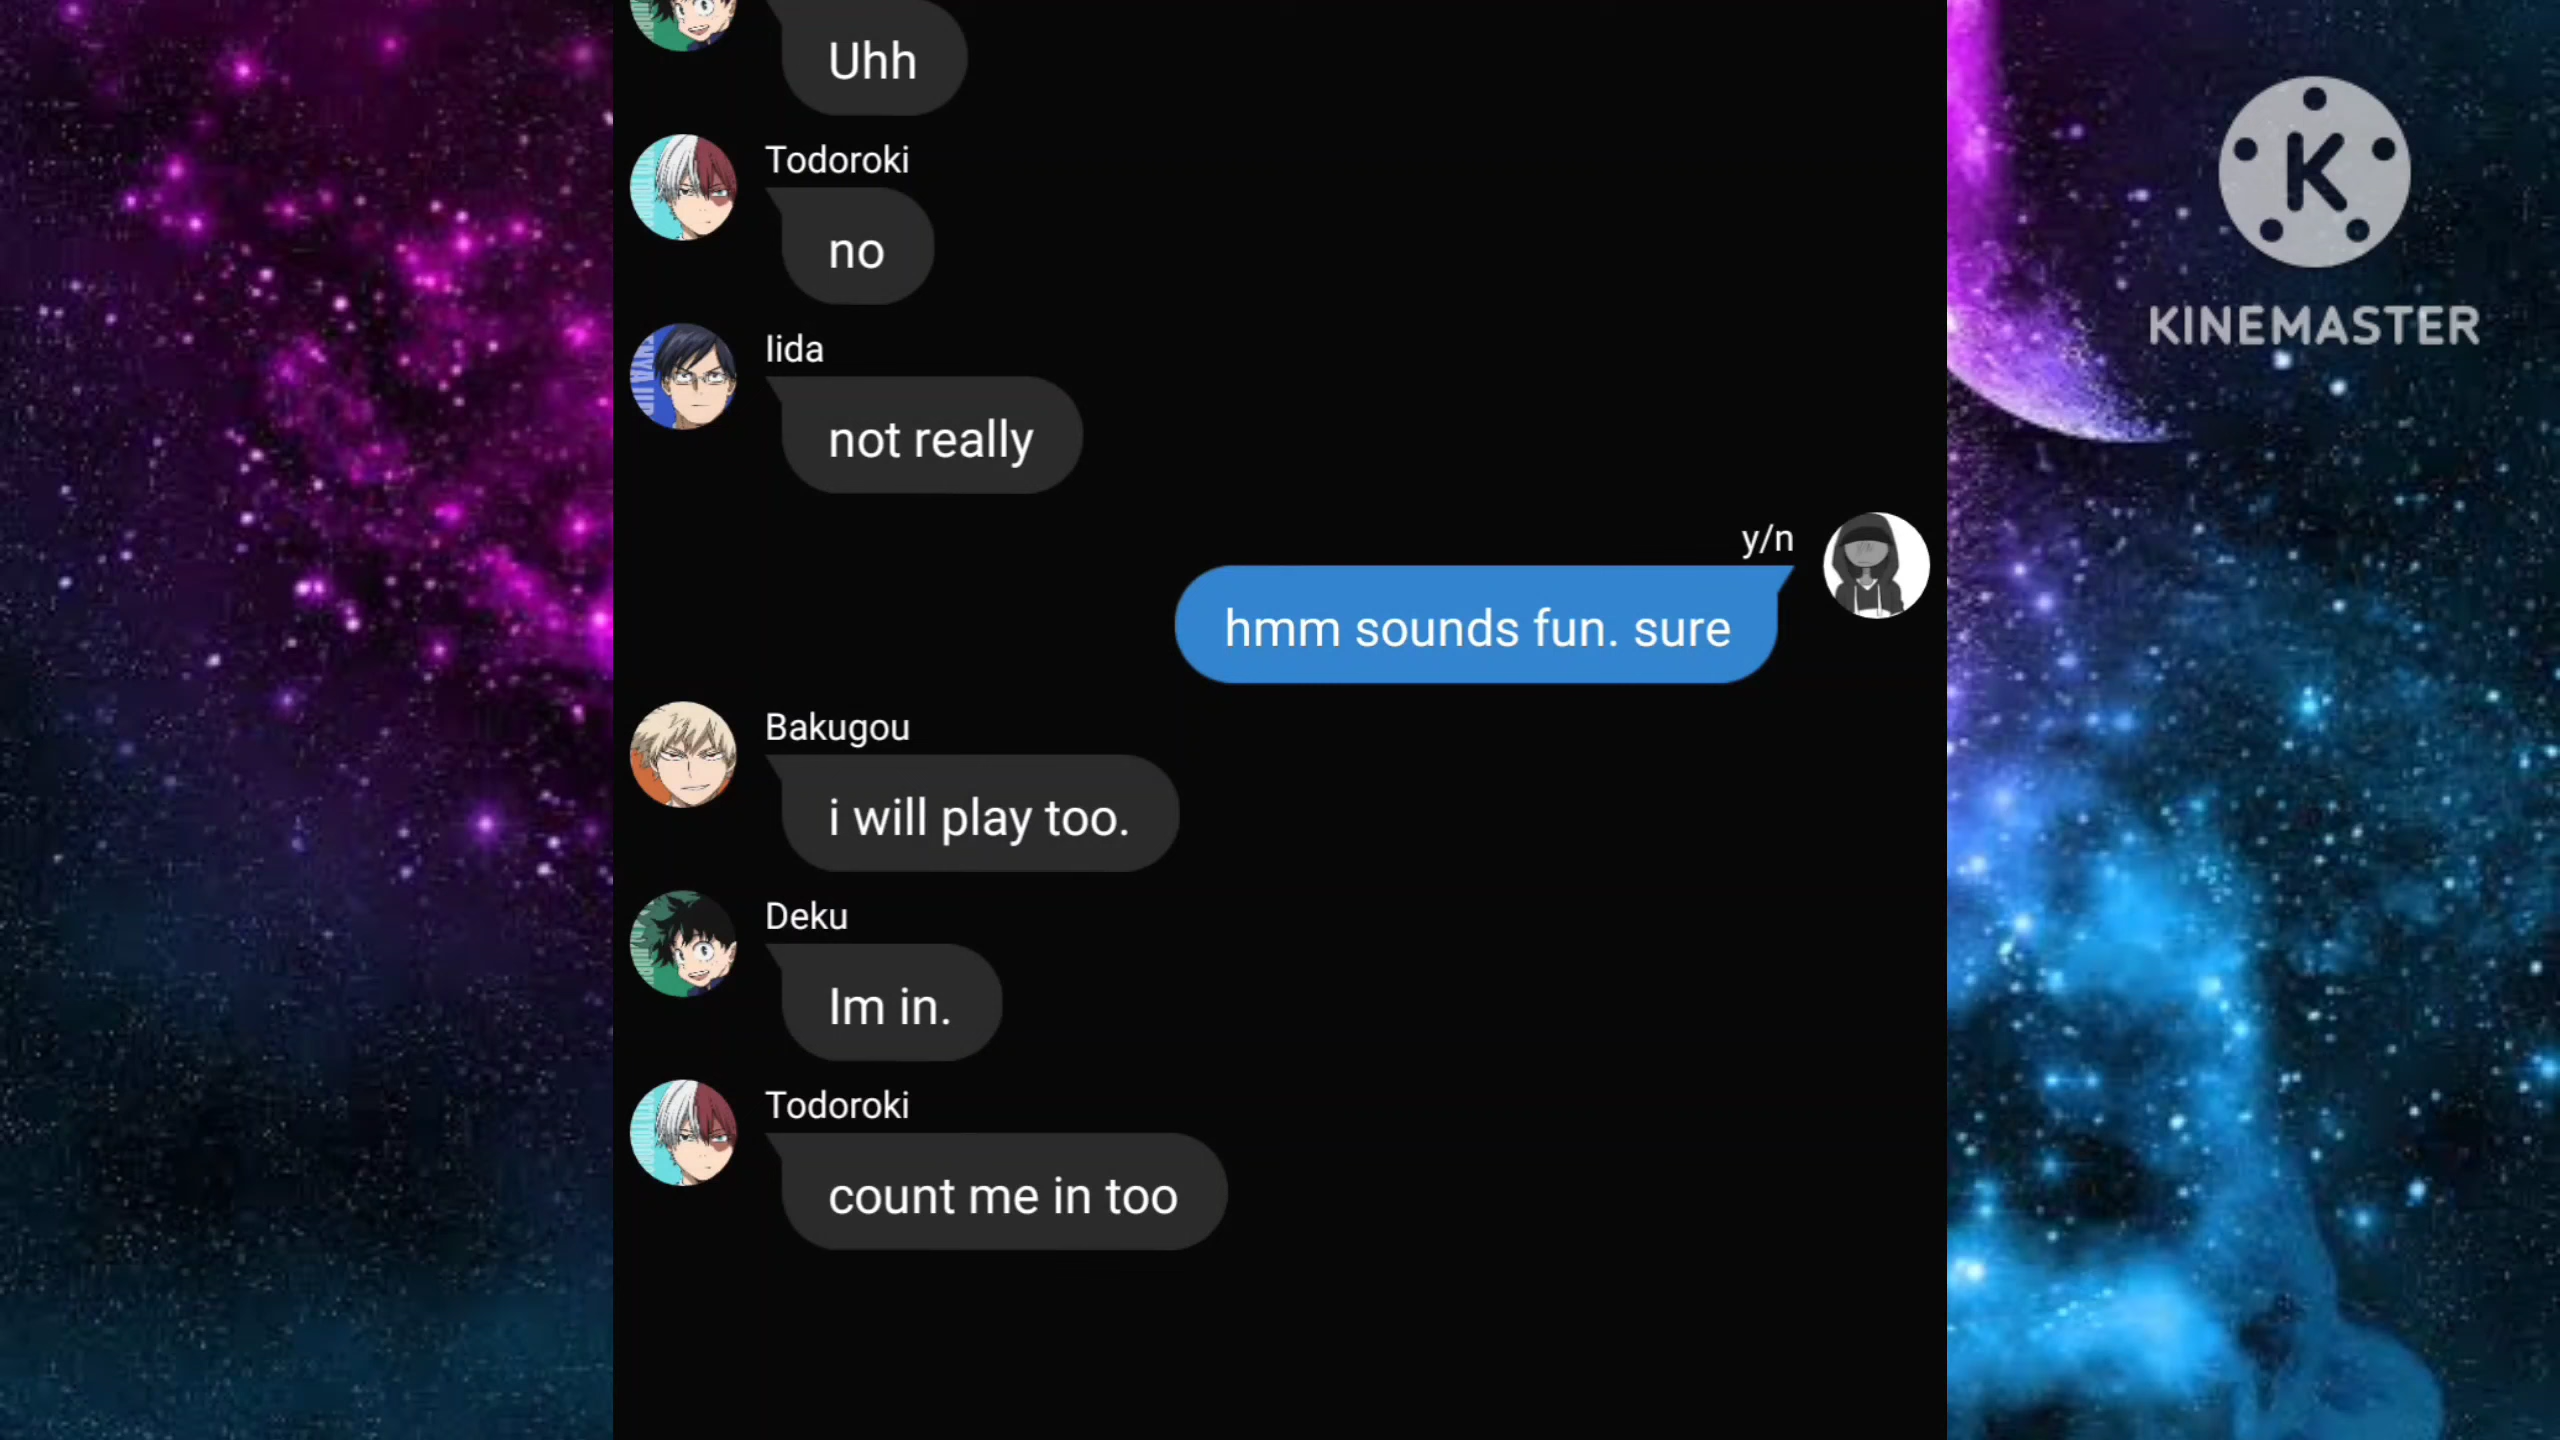 Uhh
Todoroki
no
Iida
not really
y/n
hmm sounds fun. sure
Bakugou
i will play too.
Deku
Im in.
Todoroki
count me in too
K
KINEMASTER